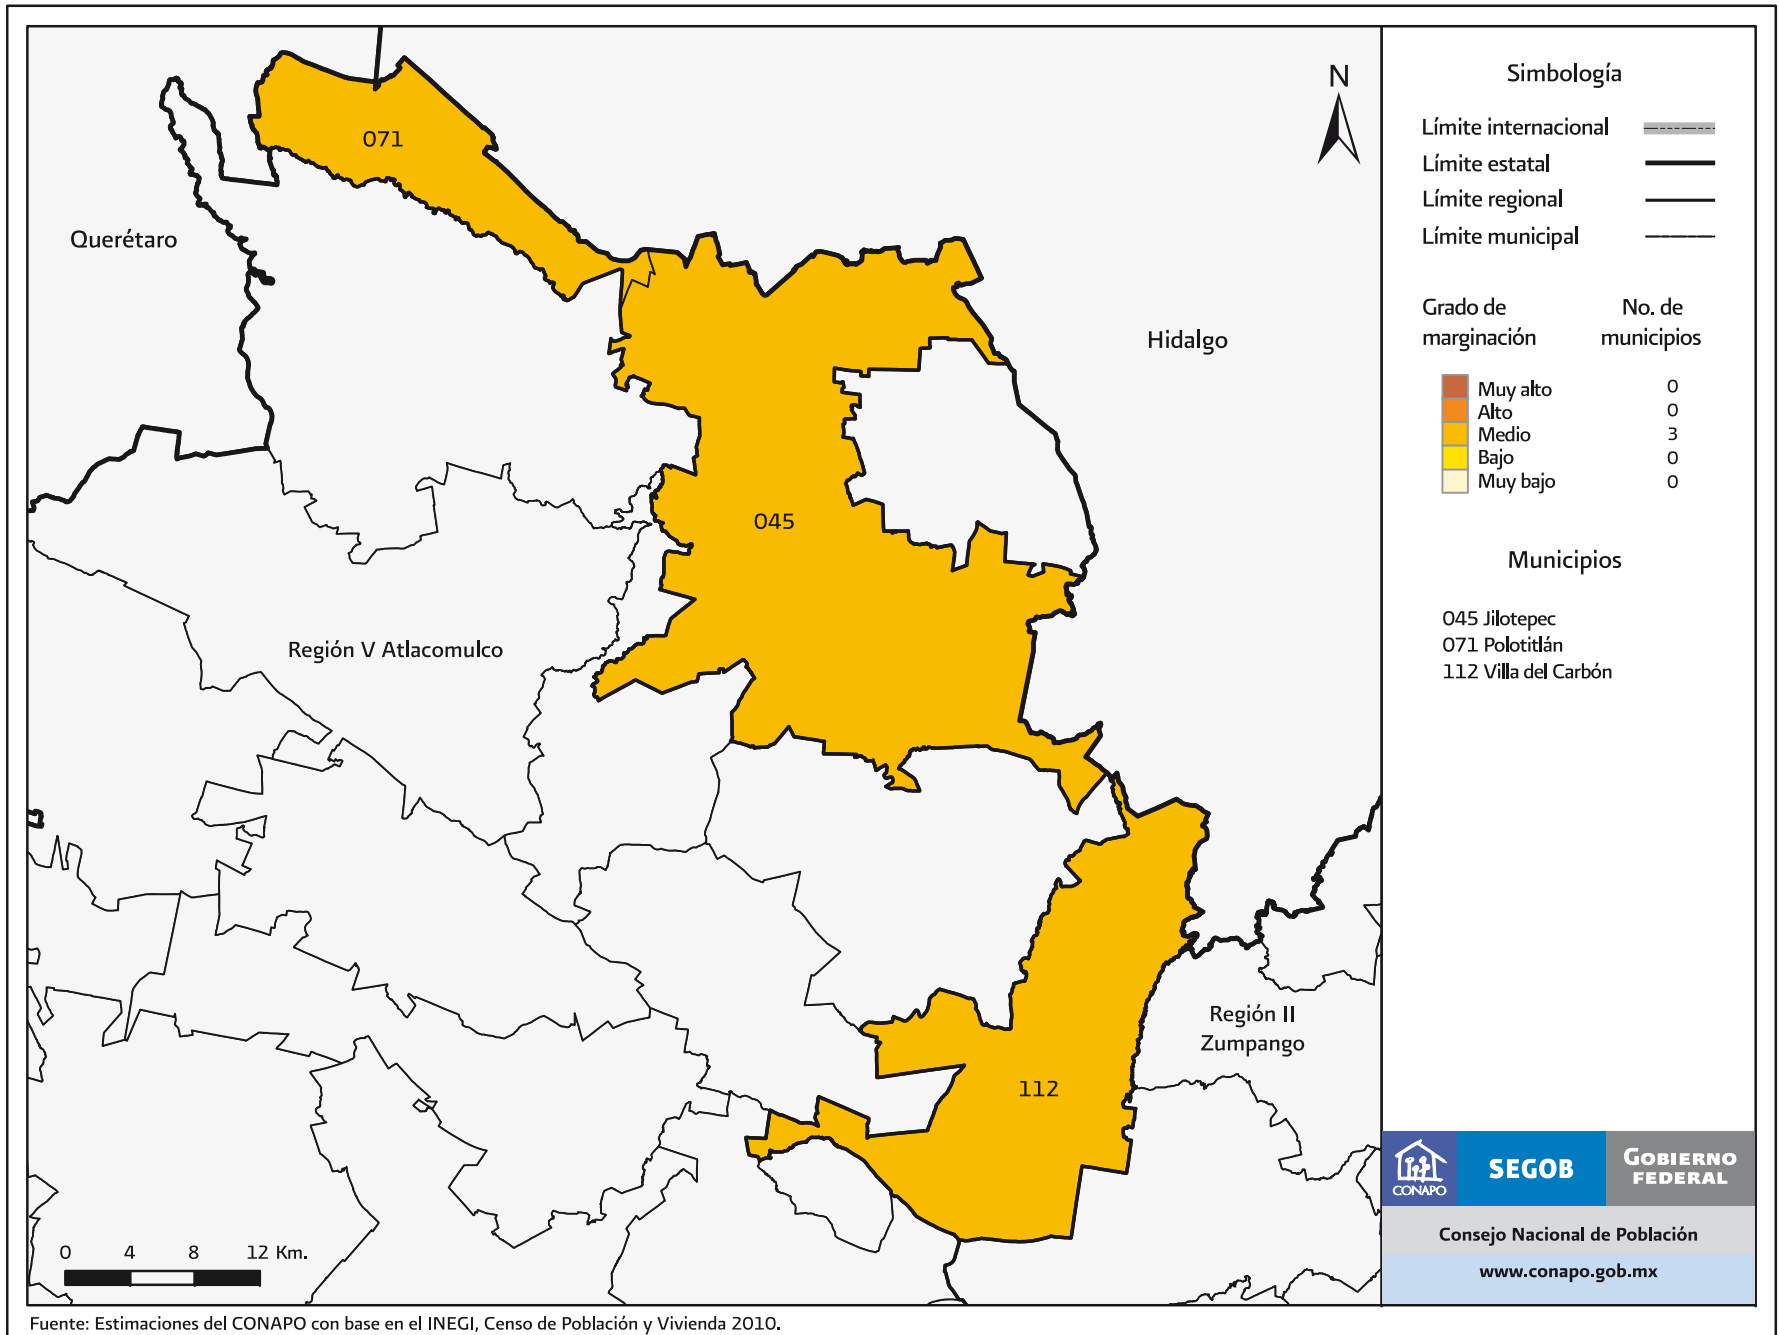 071
Querétaro
N
Hidalgo
045
Región V Atlacomulco
Región II
Zumpango
112
0 4 8 12 Km.
Simbología
Límite internacional
Límite estatal
Límite regional
Límite municipal
Grado de marginación No. de municipios
Muy alto 0
Alto 0
Medio 3
Bajo 0
Muy bajo 0
Municipios
045 Jilotepec
071 Polotitlán
112 Villa del Carbón
CONAPO
SEGOB
GOBIERNO
FEDERAL
Consejo Nacional de Población
www.conapo.gob.mx
Fuente: Estimaciones del CONAPO con base en el INEGI, Censo de Población y Vivienda 2010.